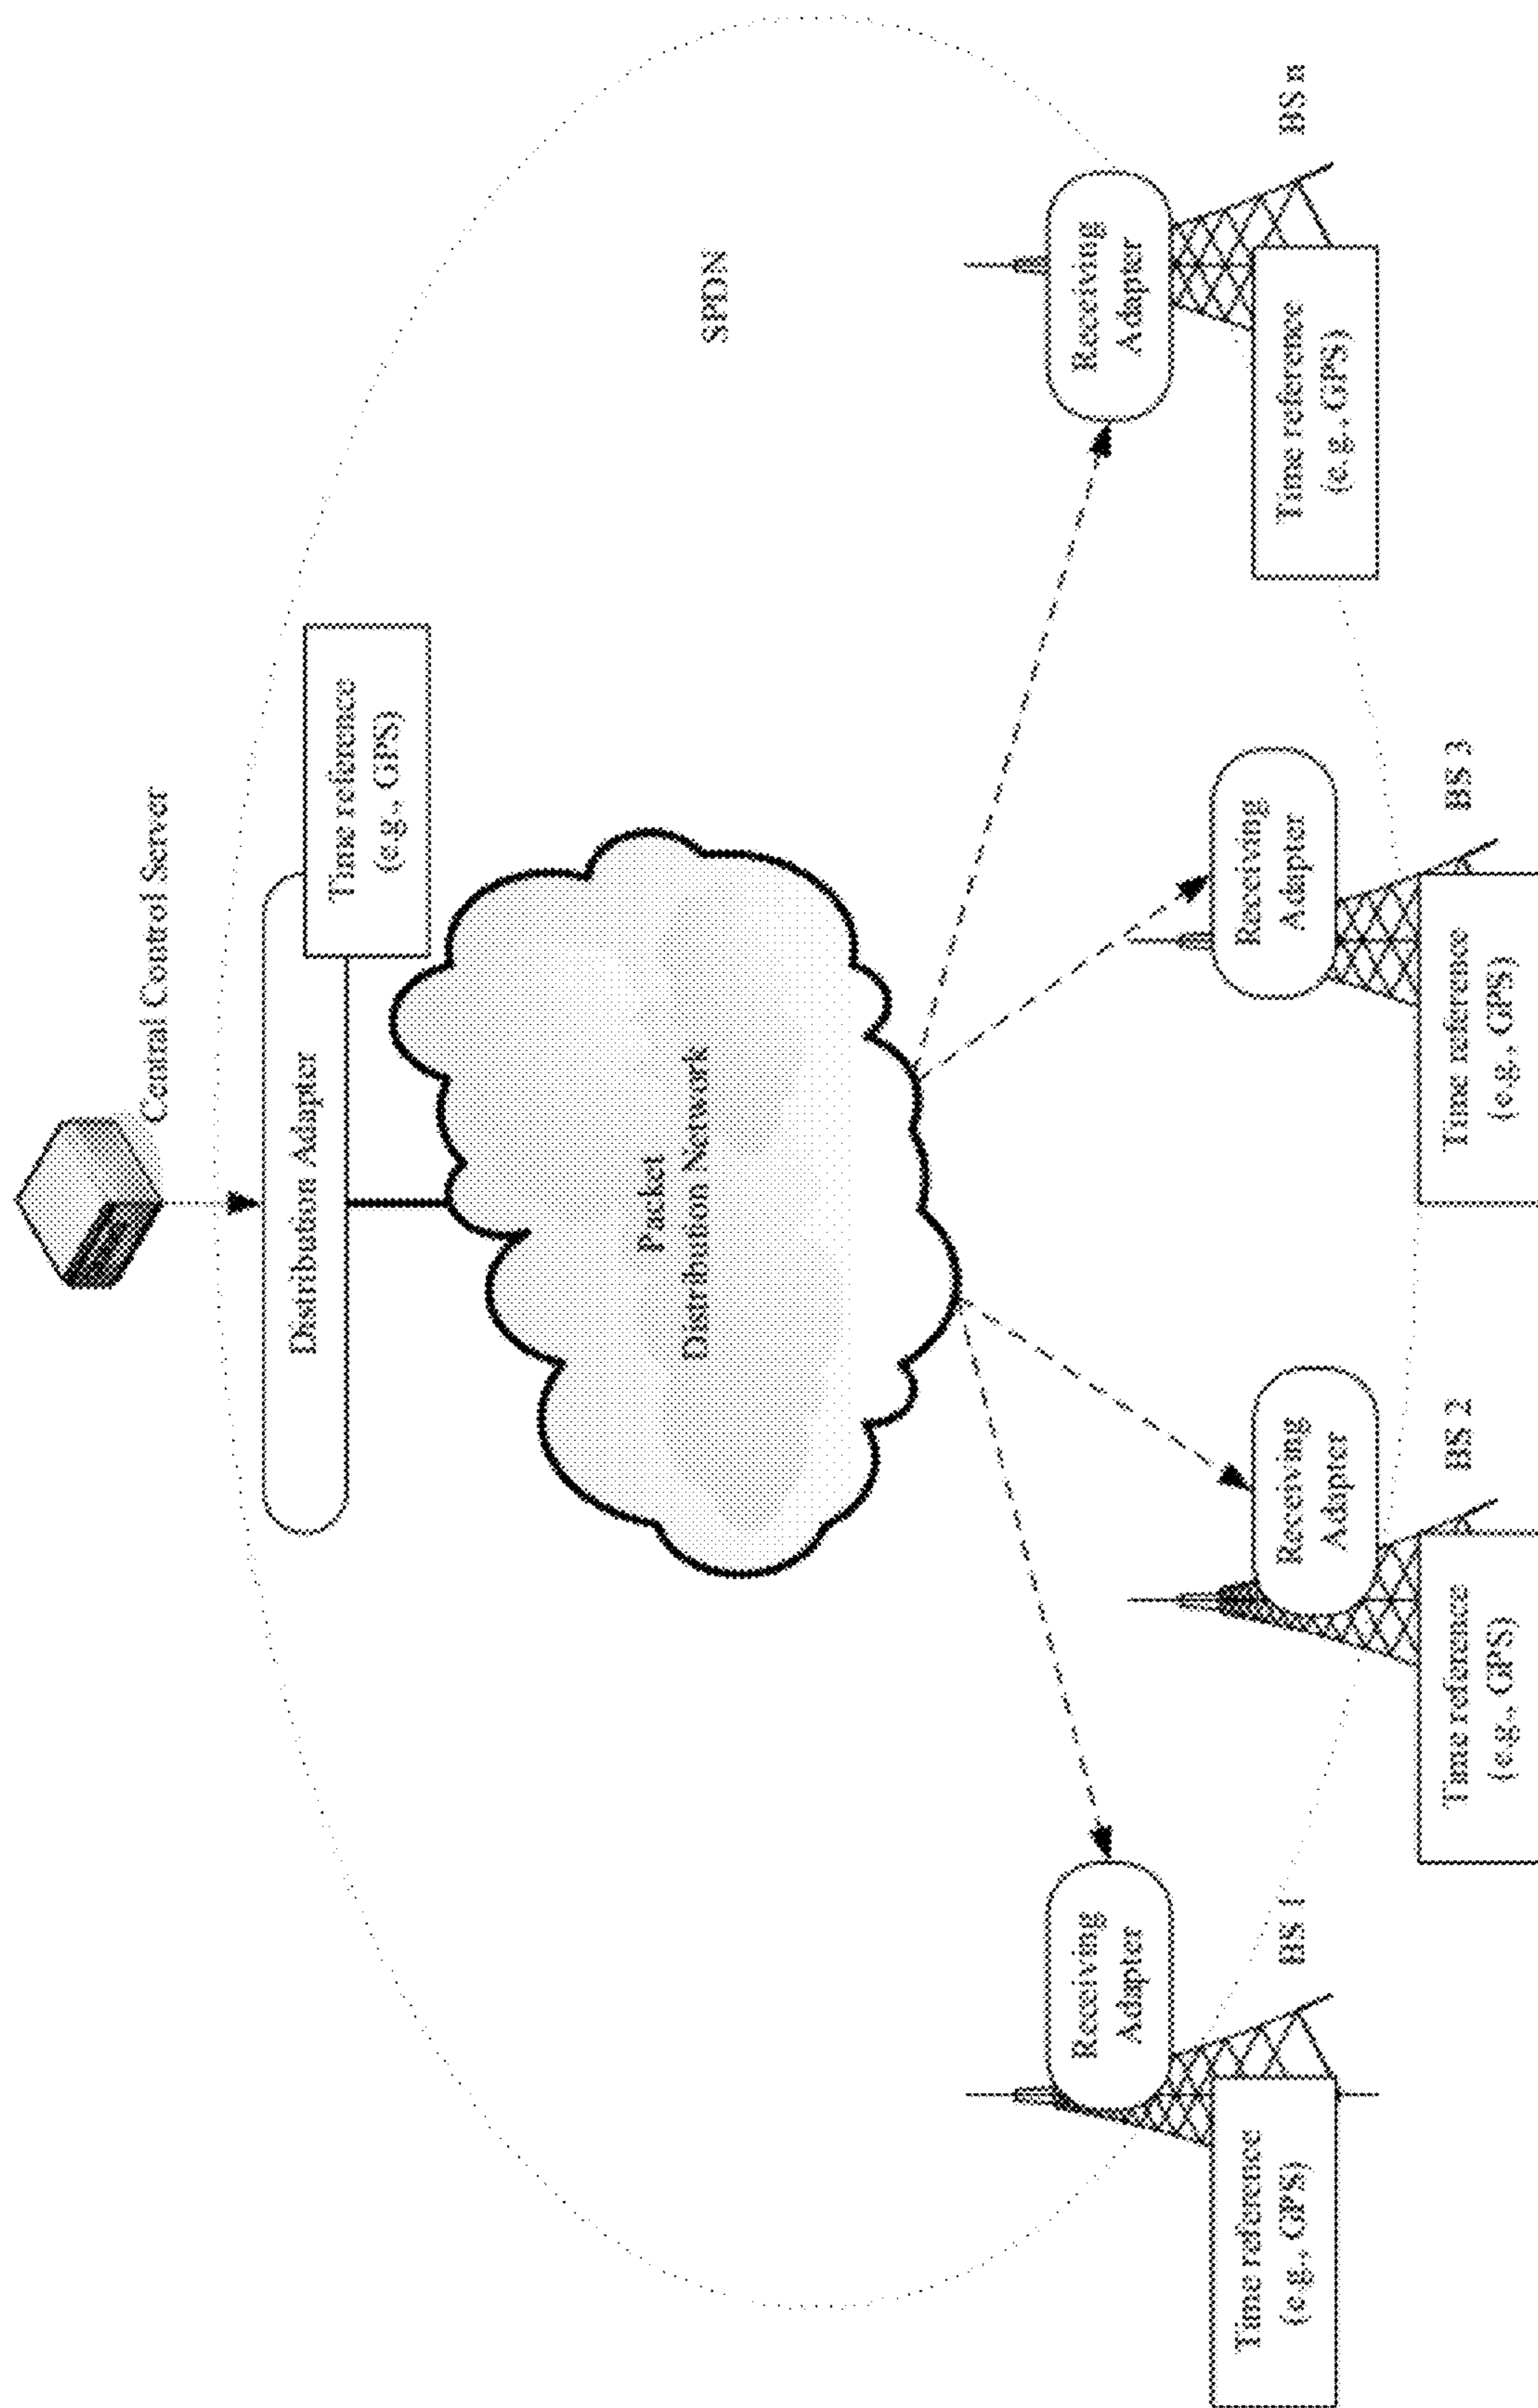 Central Control Server
Distribution Adapter
Time reference
(e.g., GPS)
Packet
Distribution Network
SPDN
Receiving
Adapter
BS 1
Time reference
(e.g., GPS)
Receiving
Adapter
BS 2
Time reference
(e.g., GPS)
Receiving
Adapter
BS 3
Time reference
(e.g., GPS)
Receiving
Adapter
BS n
Time reference
(e.g., GPS)